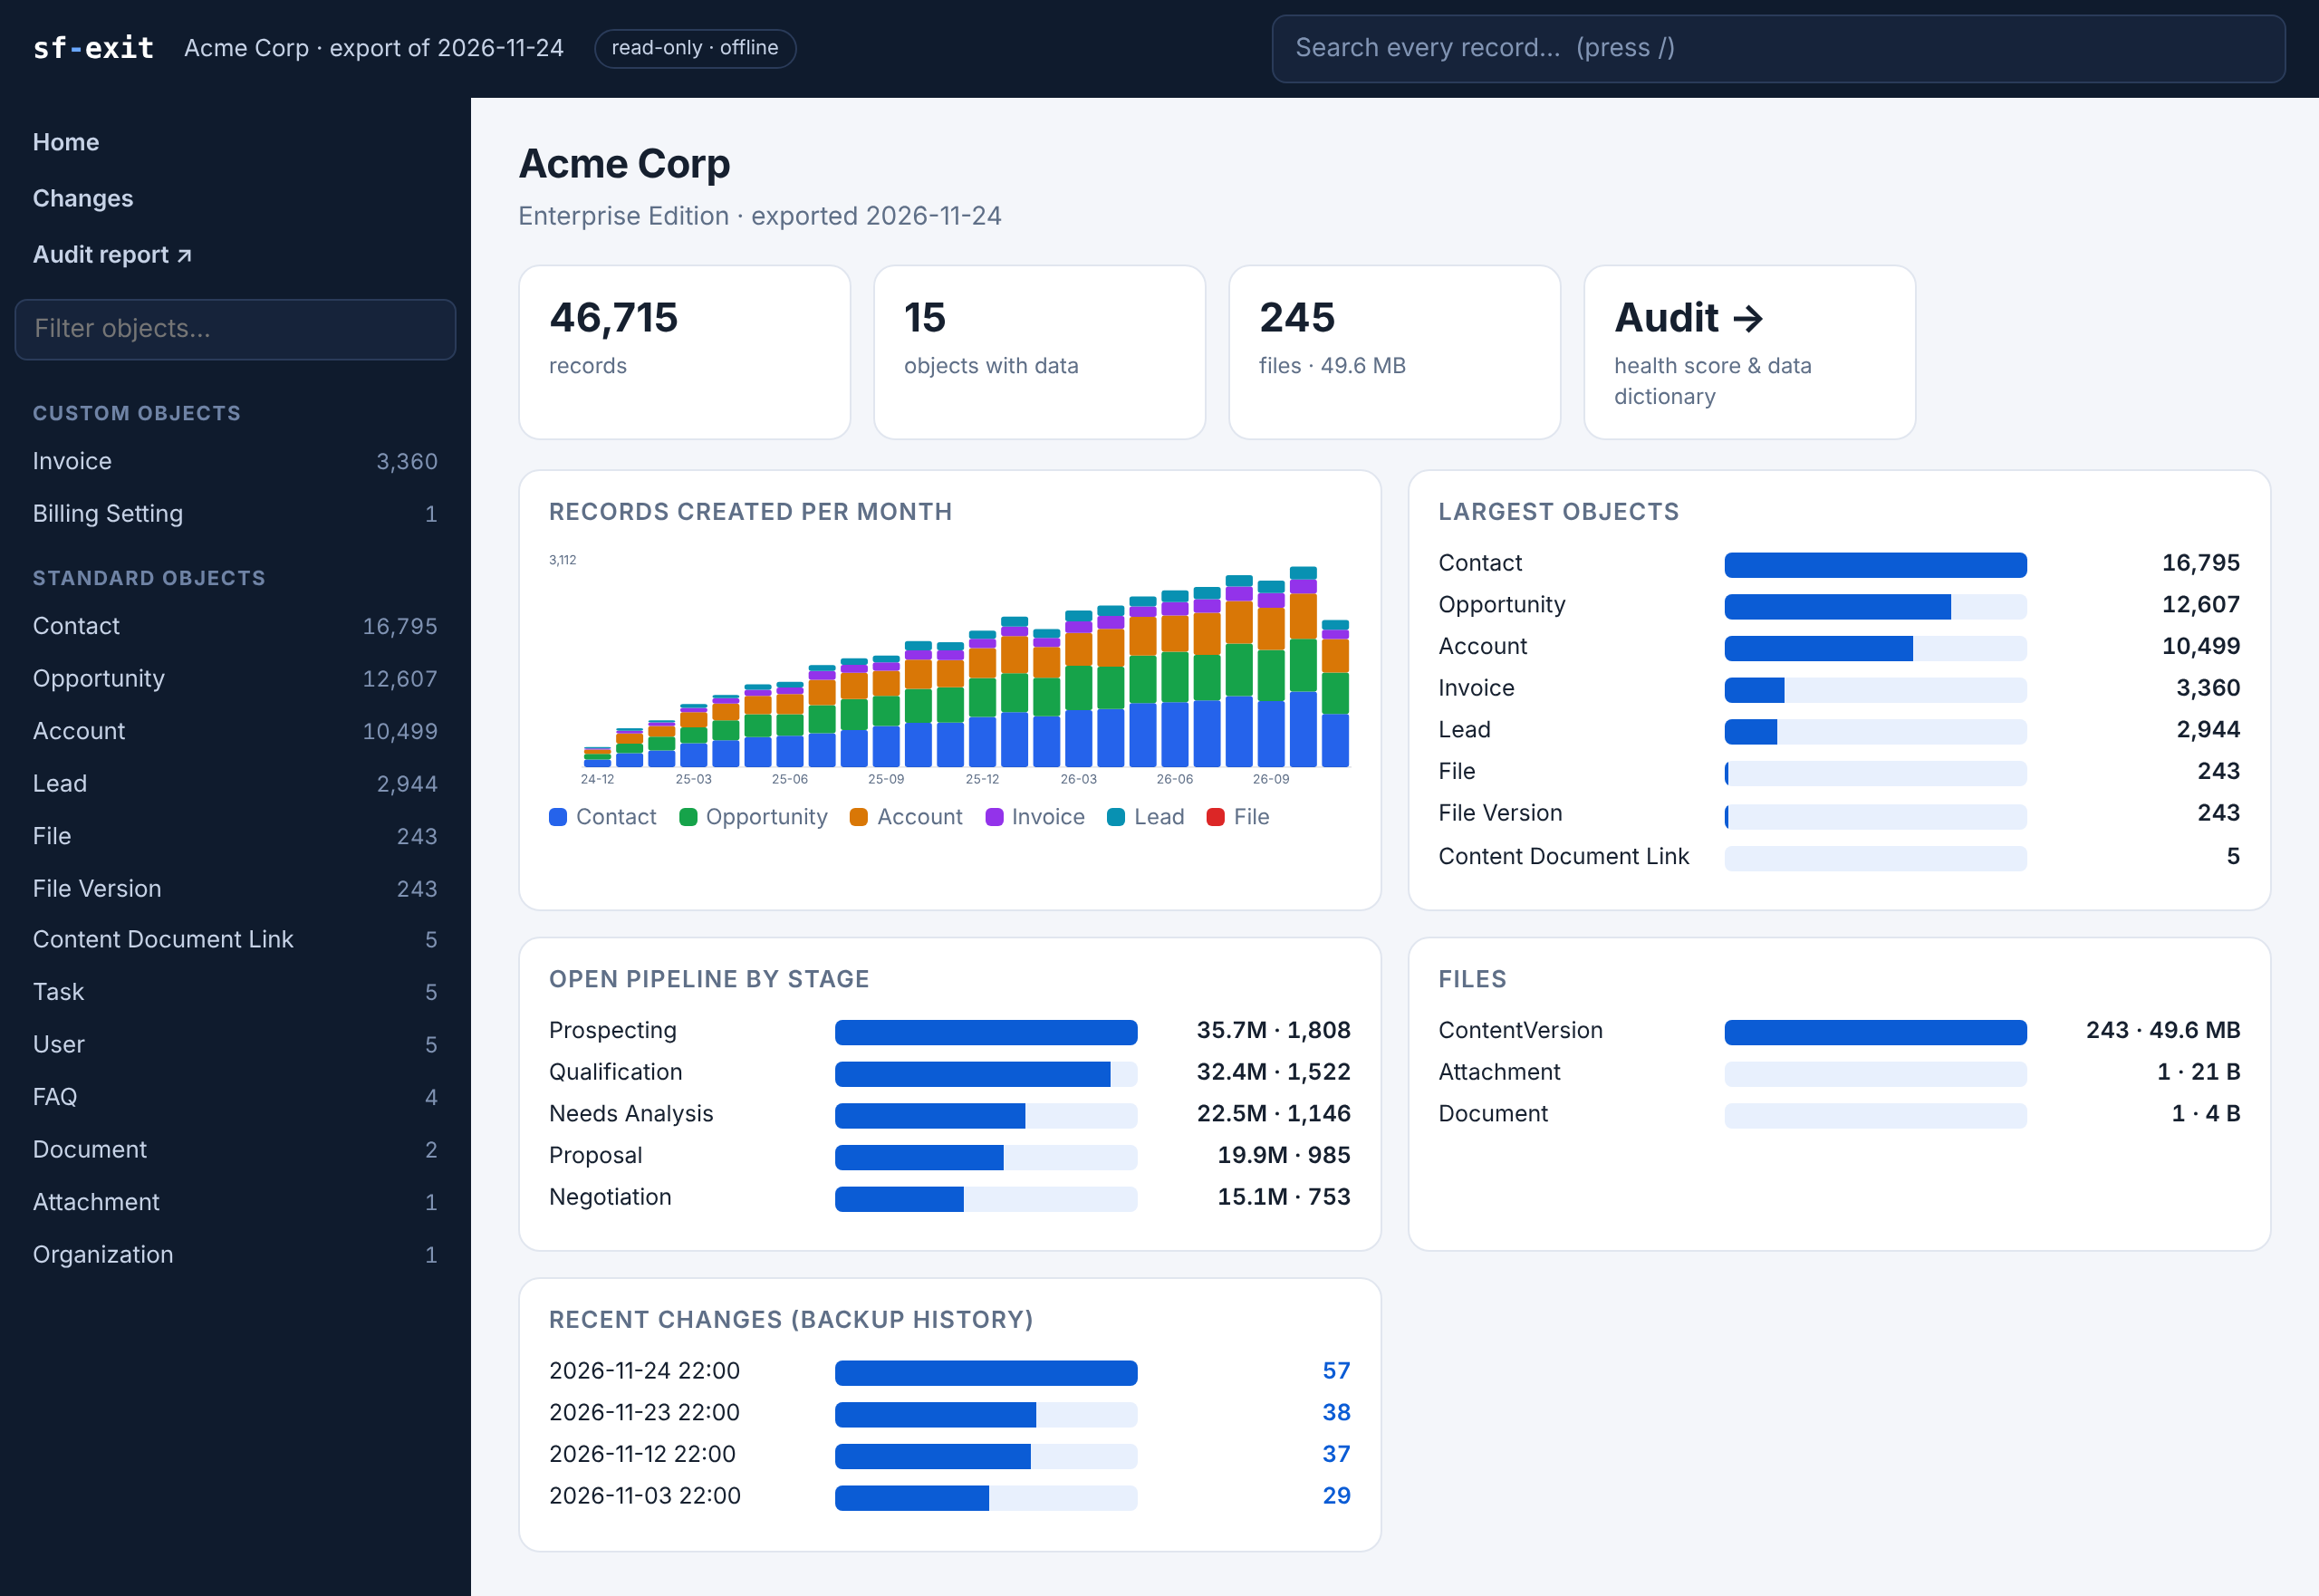 sf-exit
Acme Corp · export of 2026-11-24
read-only · offline
Search every record... (press /)
Home
Changes
Audit report ↗
Filter objects...
CUSTOM OBJECTS
Invoice 3,360
Billing Setting 1
STANDARD OBJECTS
Contact 16,795
Opportunity 12,607
Account 10,499
Lead 2,944
File 243
File Version 243
Content Document Link 5
Task 5
User 5
FAQ 4
Document 2
Attachment 1
Organization 1
Acme Corp
Enterprise Edition · exported 2026-11-24
46,715
records
15
objects with data
245
files · 49.6 MB
Audit →
health score & data
dictionary
RECORDS CREATED PER MONTH
3,112
24-12 25-03 25-06 25-09 25-12 26-03 26-06 26-09
Contact Opportunity Account Invoice Lead File
LARGEST OBJECTS
Contact 16,795
Opportunity 12,607
Account 10,499
Invoice 3,360
Lead 2,944
File 243
File Version 243
Content Document Link 5
OPEN PIPELINE BY STAGE
Prospecting 35.7M · 1,808
Qualification 32.4M · 1,522
Needs Analysis 22.5M · 1,146
Proposal 19.9M · 985
Negotiation 15.1M · 753
FILES
ContentVersion 243 · 49.6 MB
Attachment 1 · 21 B
Document 1 · 4 B
RECENT CHANGES (BACKUP HISTORY)
2026-11-24 22:00 57
2026-11-23 22:00 38
2026-11-12 22:00 37
2026-11-03 22:00 29